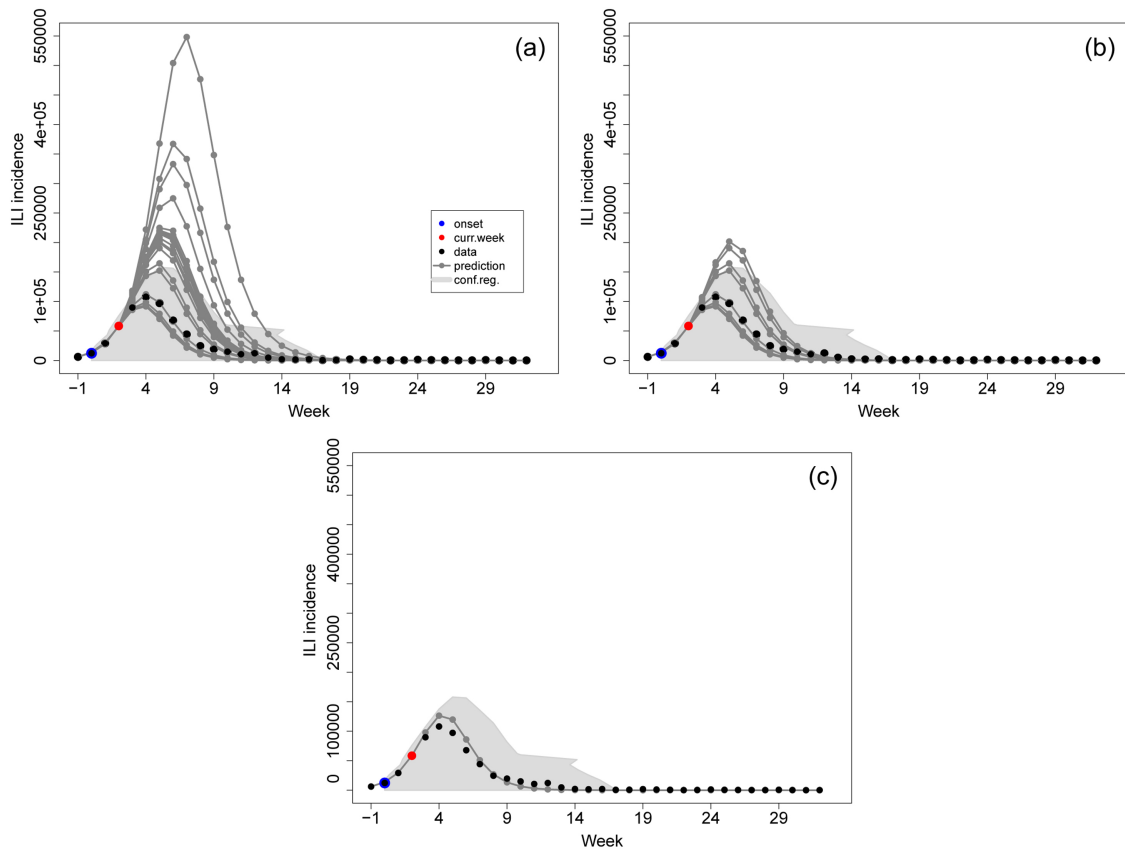 (a)
ILI incidence
550000
4e+05
250000
1e+05
0
onset
curr.week
data
prediction
conf.reg.
−1 4 9 14 19 24 29
Week
(b)
ILI incidence
550000
4e+05
250000
1e+05
0
−1 4 9 14 19 24 29
Week
(c)
ILI incidence
550000
400000
250000
100000
0
−1 4 9 14 19 24 29
Week